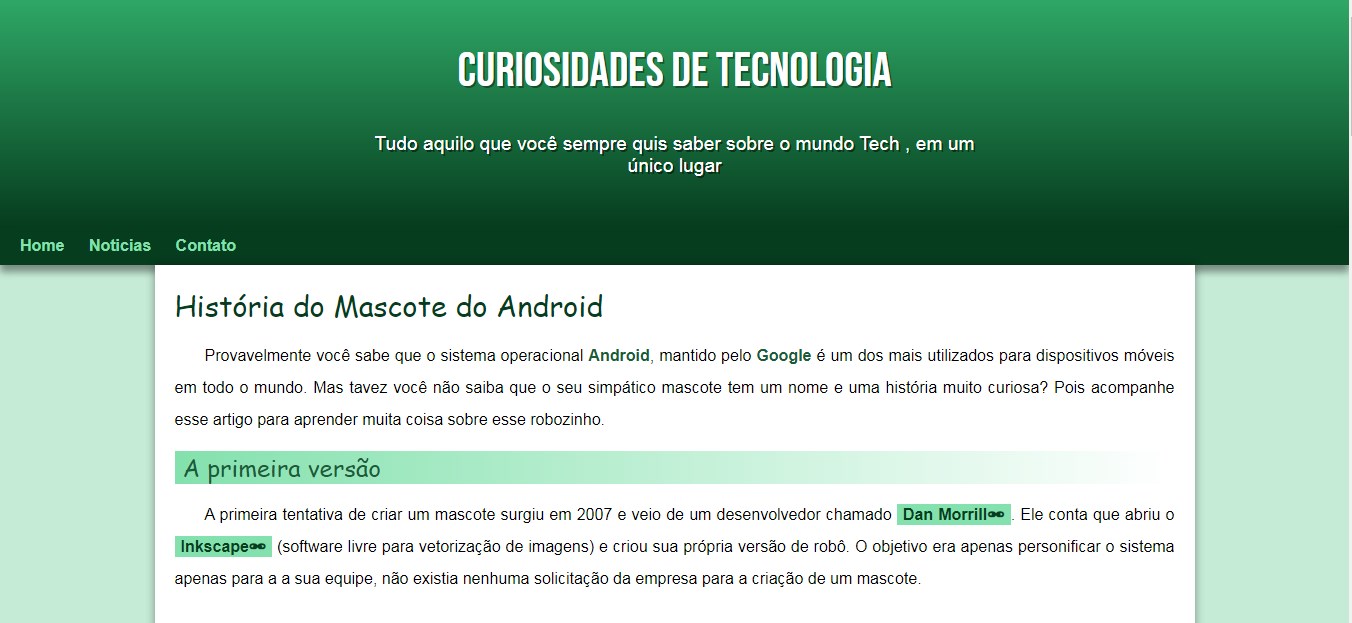 CURIOSIDADES DE TECNOLOGIA
Tudo aquilo que você sempre quis saber sobre o mundo Tech , em um
único lugar
Home Noticias Contato
História do Mascote do Android
Provavelmente você sabe que o sistema operacional Android, mantido pelo Google é um dos mais utilizados para dispositivos móveis
em todo o mundo. Mas tavez você não saiba que o seu simpático mascote tem um nome e uma história muito curiosa? Pois acompanhe
esse artigo para aprender muita coisa sobre esse robozinho.
A primeira versão
A primeira tentativa de criar um mascote surgiu em 2007 e veio de um desenvolvedor chamado Dan Morrill. Ele conta que abriu o
Inkscape (software livre para vetorização de imagens) e criou sua própria versão de robô. O objetivo era apenas personificar o sistema
apenas para a a sua equipe, não existia nenhuma solicitação da empresa para a criação de um mascote.